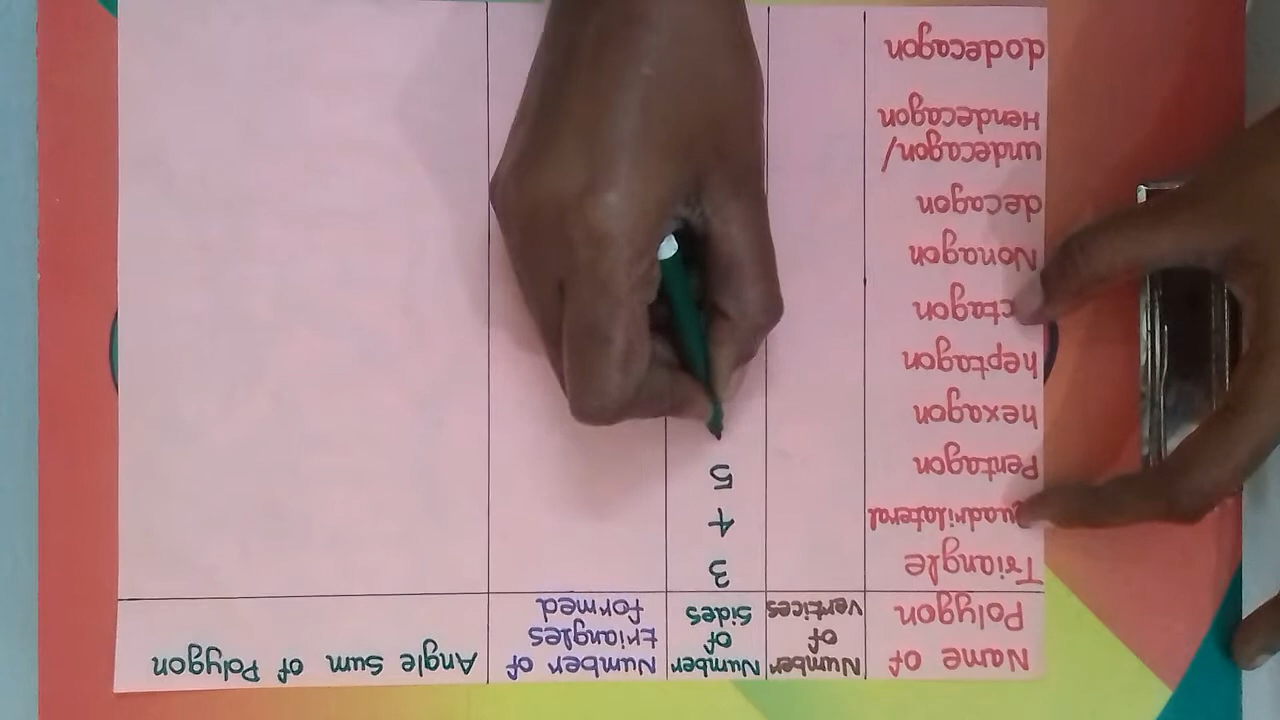 Name of
Polygon
Number
of
vertices
Number
of
Sides
Number of
triangles
formed
Angle Sum of Polygon
Triangle
3
Quadrilateral
4
Pentagon
5
hexagon
heptagon
ctagon
Nonagon
decagon
undecagon/
Hendecagon
dodecagon